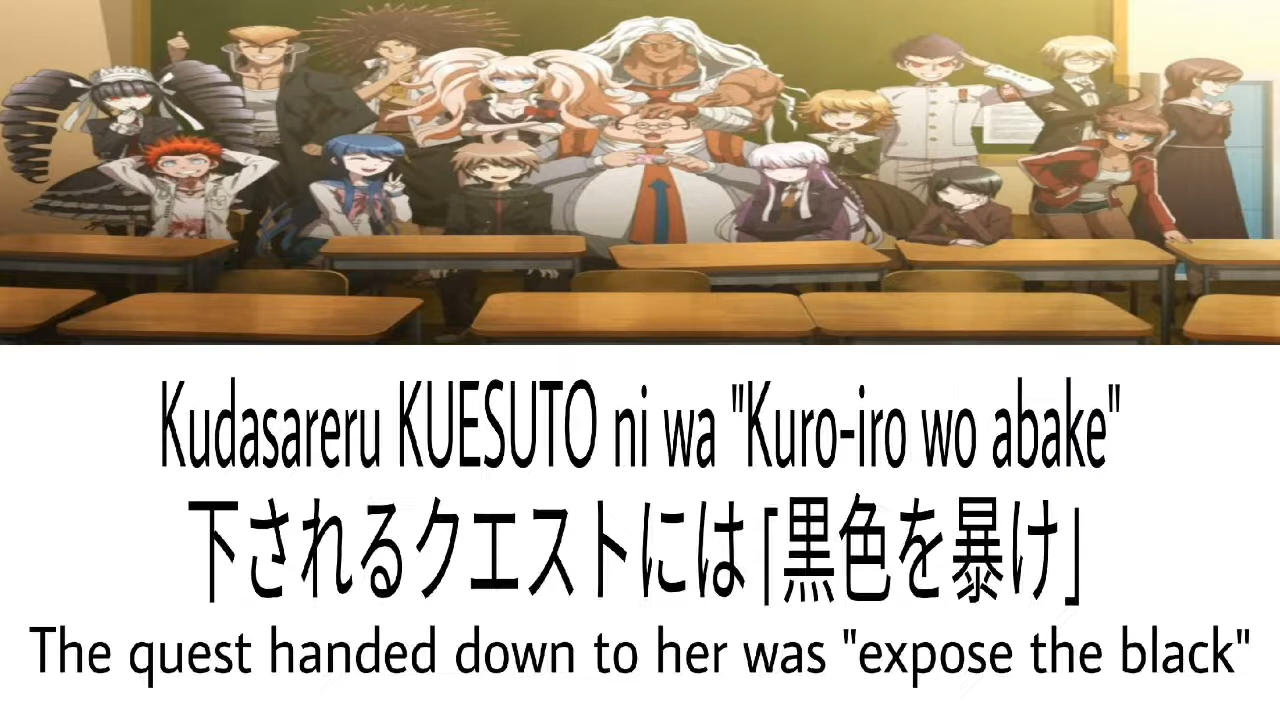 Kudasareru KUESUTO ni wa "Kuro-iro wo abake"
下されるクエストには「黒色を暴け」
The quest handed down to her was "expose the black"